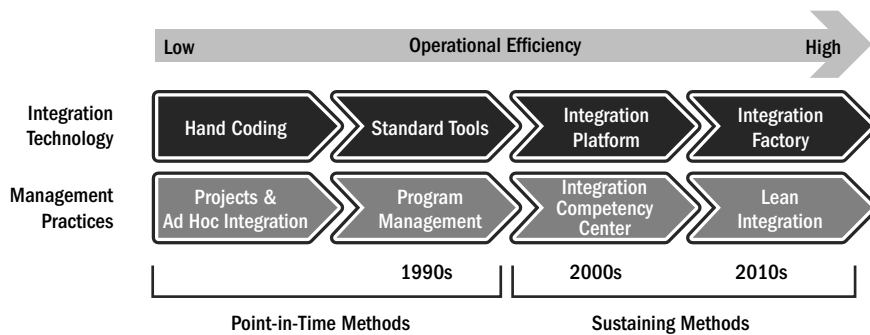 Low Operational Efficiency High
Integration
Technology
Hand Coding
Standard Tools
Integration
Platform
Integration
Factory
Management
Practices
Projects &
Ad Hoc Integration
Program
Management
Integration
Competency
Center
Lean
Integration
1990s 2000s 2010s
Point-in-Time Methods Sustaining Methods